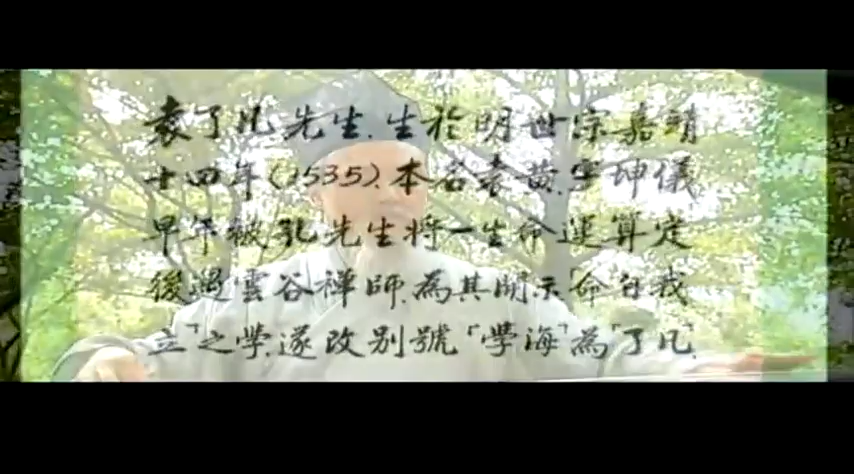 袁了凡先生.生於明世宗嘉靖
十四年(1535).本名袁黃.字坤儀
早年被孔先生將一生命運算定
後遇雲谷禪師.為其開示「命自我
立」之學.遂改別號「學海」為「了凡」